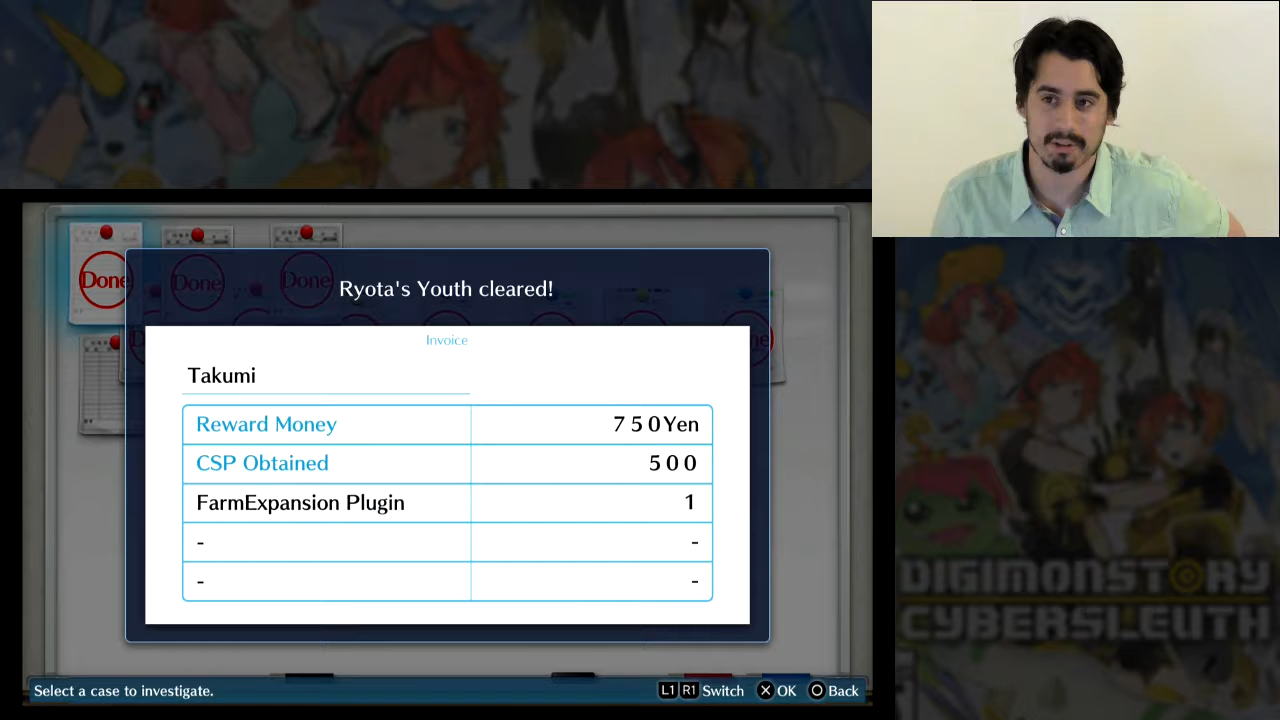 Done
Done
Done
Ryota's Youth cleared!
Invoice
Takumi
Reward Money 750Yen
CSP Obtained 500
FarmExpansion Plugin 1
- -
- -
DIGIMONSTORY
CYBERSLEUTH
Select a case to investigate.
L1 R1 Switch X OK O Back